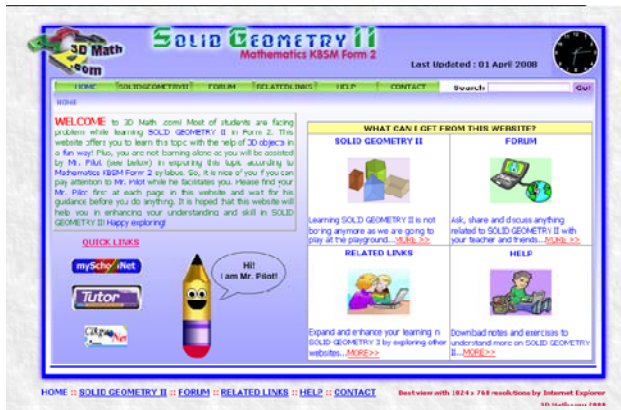 3D Math
.com
SOLID GEOMETRY II
Mathematics KBSM Form 2
Last Updated : 01 April 2008
HOME SOLID GEOMETRY II FORUM RELATED LINKS HELP CONTACT Search Go!
HOME
WELCOME to 3D Math .com! Most of students are facing
problem while learning SOLID GEOMETRY II in Form 2. This
website offers you to learn this topic with the help of 3D objects in
a fun way! Plus, you are not learning alone as you will be assisted
by Mr. Pilot (see below) in exploring this topic according to
Mathematics KBSM Form 2 sylabus. So, it is nice of you if you can
pay attention to Mr. Pilot while he facilitates you. Please find your
Mr. Pilot first at each page in this website and wait for his
guidance before you do anything. It is hoped that this website will
help you in enhancing your understanding and skill in SOLID
GEOMETRY II! Happy exploring!
QUICK LINKS
mySchoolNet
Tutor
Net
Hi!
I am Mr. Pilot!
WHAT CAN I GET FROM THIS WEBSITE?
SOLID GEOMETRY II
Learning SOLID GEOMETRY II is not
boring anymore as we are going to
play at the playground...MORE >>
FORUM
Ask, share and discuss anything
related to SOLID GEOMETRY II with
your teacher and friends...MORE >>
RELATED LINKS
Expand and enhance your learning in
SOLID GEOMETRY II by exploring other
websites...MORE>>
HELP
Download notes and exercises to
understand more on SOLID GEOMETRY
II...MORE>>
HOME :: SOLID GEOMETRY II :: FORUM :: RELATED LINKS :: HELP :: CONTACT
Best view with 1024 x 768 resolutions by Internet Explorer